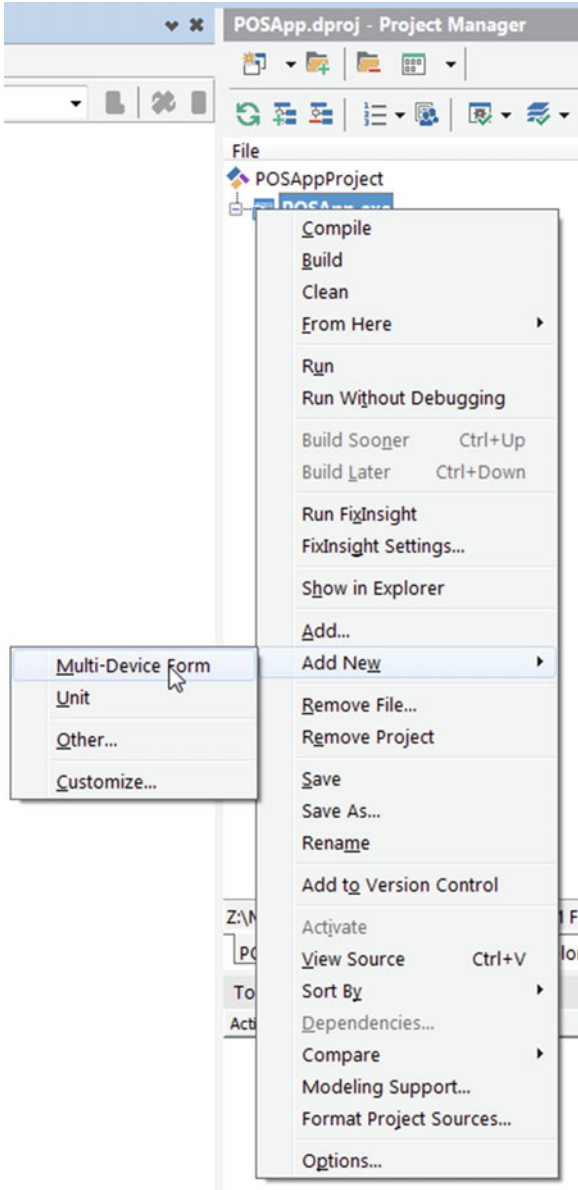 POSApp.dproj - Project Manager
File
POSAppProject
POSApp.exe
Compile
Build
Clean
From Here
Run
Run Without Debugging
Build Sooner Ctrl+Up
Build Later Ctrl+Down
Run FixInsight
FixInsight Settings...
Show in Explorer
Add...
Add New
Multi-Device Form
Unit
Other...
Customize...
Remove File...
Remove Project
Save
Save As...
Rename
Add to Version Control
Activate
View Source Ctrl+V
Sort By
Dependencies...
Compare
Modeling Support...
Format Project Sources...
Options...